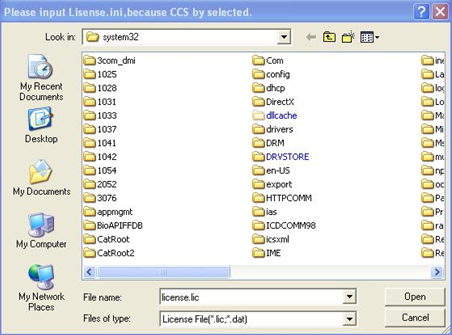 Please input Lisense.ini,because CCS by selected.
Look in: system32
My Recent
Documents
Desktop
My Documents
My Computer
My Network
Places
3com_dmi
1025
1028
1031
1033
1037
1041
1042
1054
2052
3076
appmgmt
BioAPIFFDB
CatRoot
CatRoot2
Com
config
dhcp
DirectX
dllcache
drivers
DRM
DRVSTORE
en-US
export
HTTPCOMM
ias
ICDCOMM98
icsxml
IME
File name: license.lic Open
Files of type: License File(*.lic;*.dat) Cancel